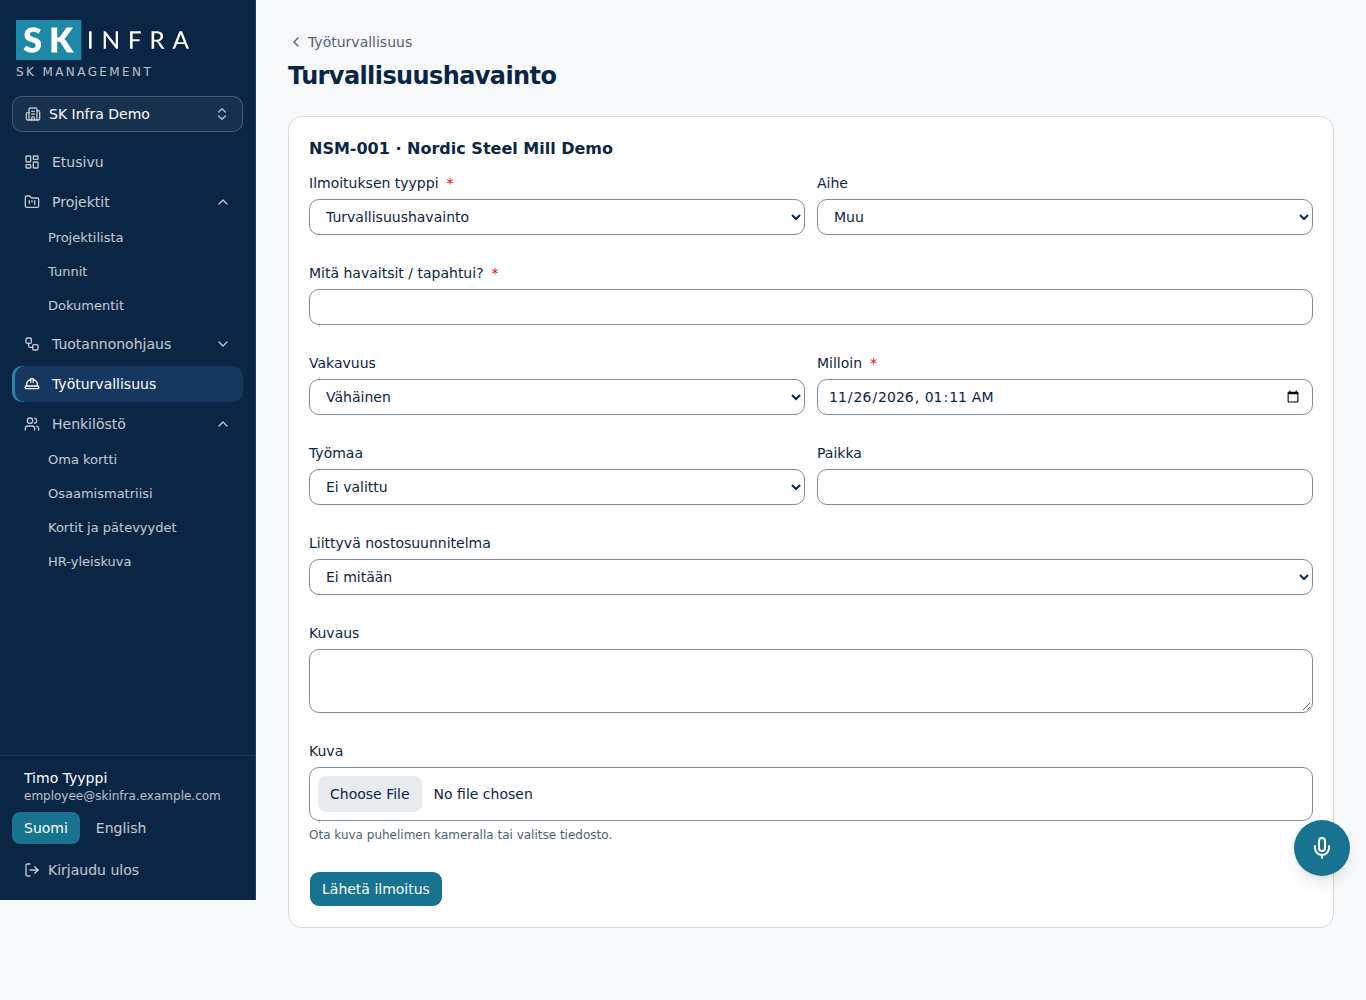 SK INFRA
SK MANAGEMENT
SK Infra Demo
Etusivu
Projektit
Projektilista
Tunnit
Dokumentit
Tuotannonohjaus
Työturvallisuus
Henkilöstö
Oma kortti
Osaamismatriisi
Kortit ja pätevyydet
HR-yleiskuva
Timo Tyyppi
employee@skinfra.example.com
Suomi English
Kirjaudu ulos
Työturvallisuus
Turvallisuushavainto
NSM-001 · Nordic Steel Mill Demo
Ilmoituksen tyyppi * Aihe
Turvallisuushavainto Muu
Mitä havaitsit / tapahtui? *
Vakavuus Milloin *
Vähäinen 11/26/2026, 01:11 AM
Työmaa Paikka
Ei valittu
Liittyvä nostosuunnitelma
Ei mitään
Kuvaus
Kuva
Choose File No file chosen
Ota kuva puhelimen kameralla tai valitse tiedosto.
Lähetä ilmoitus